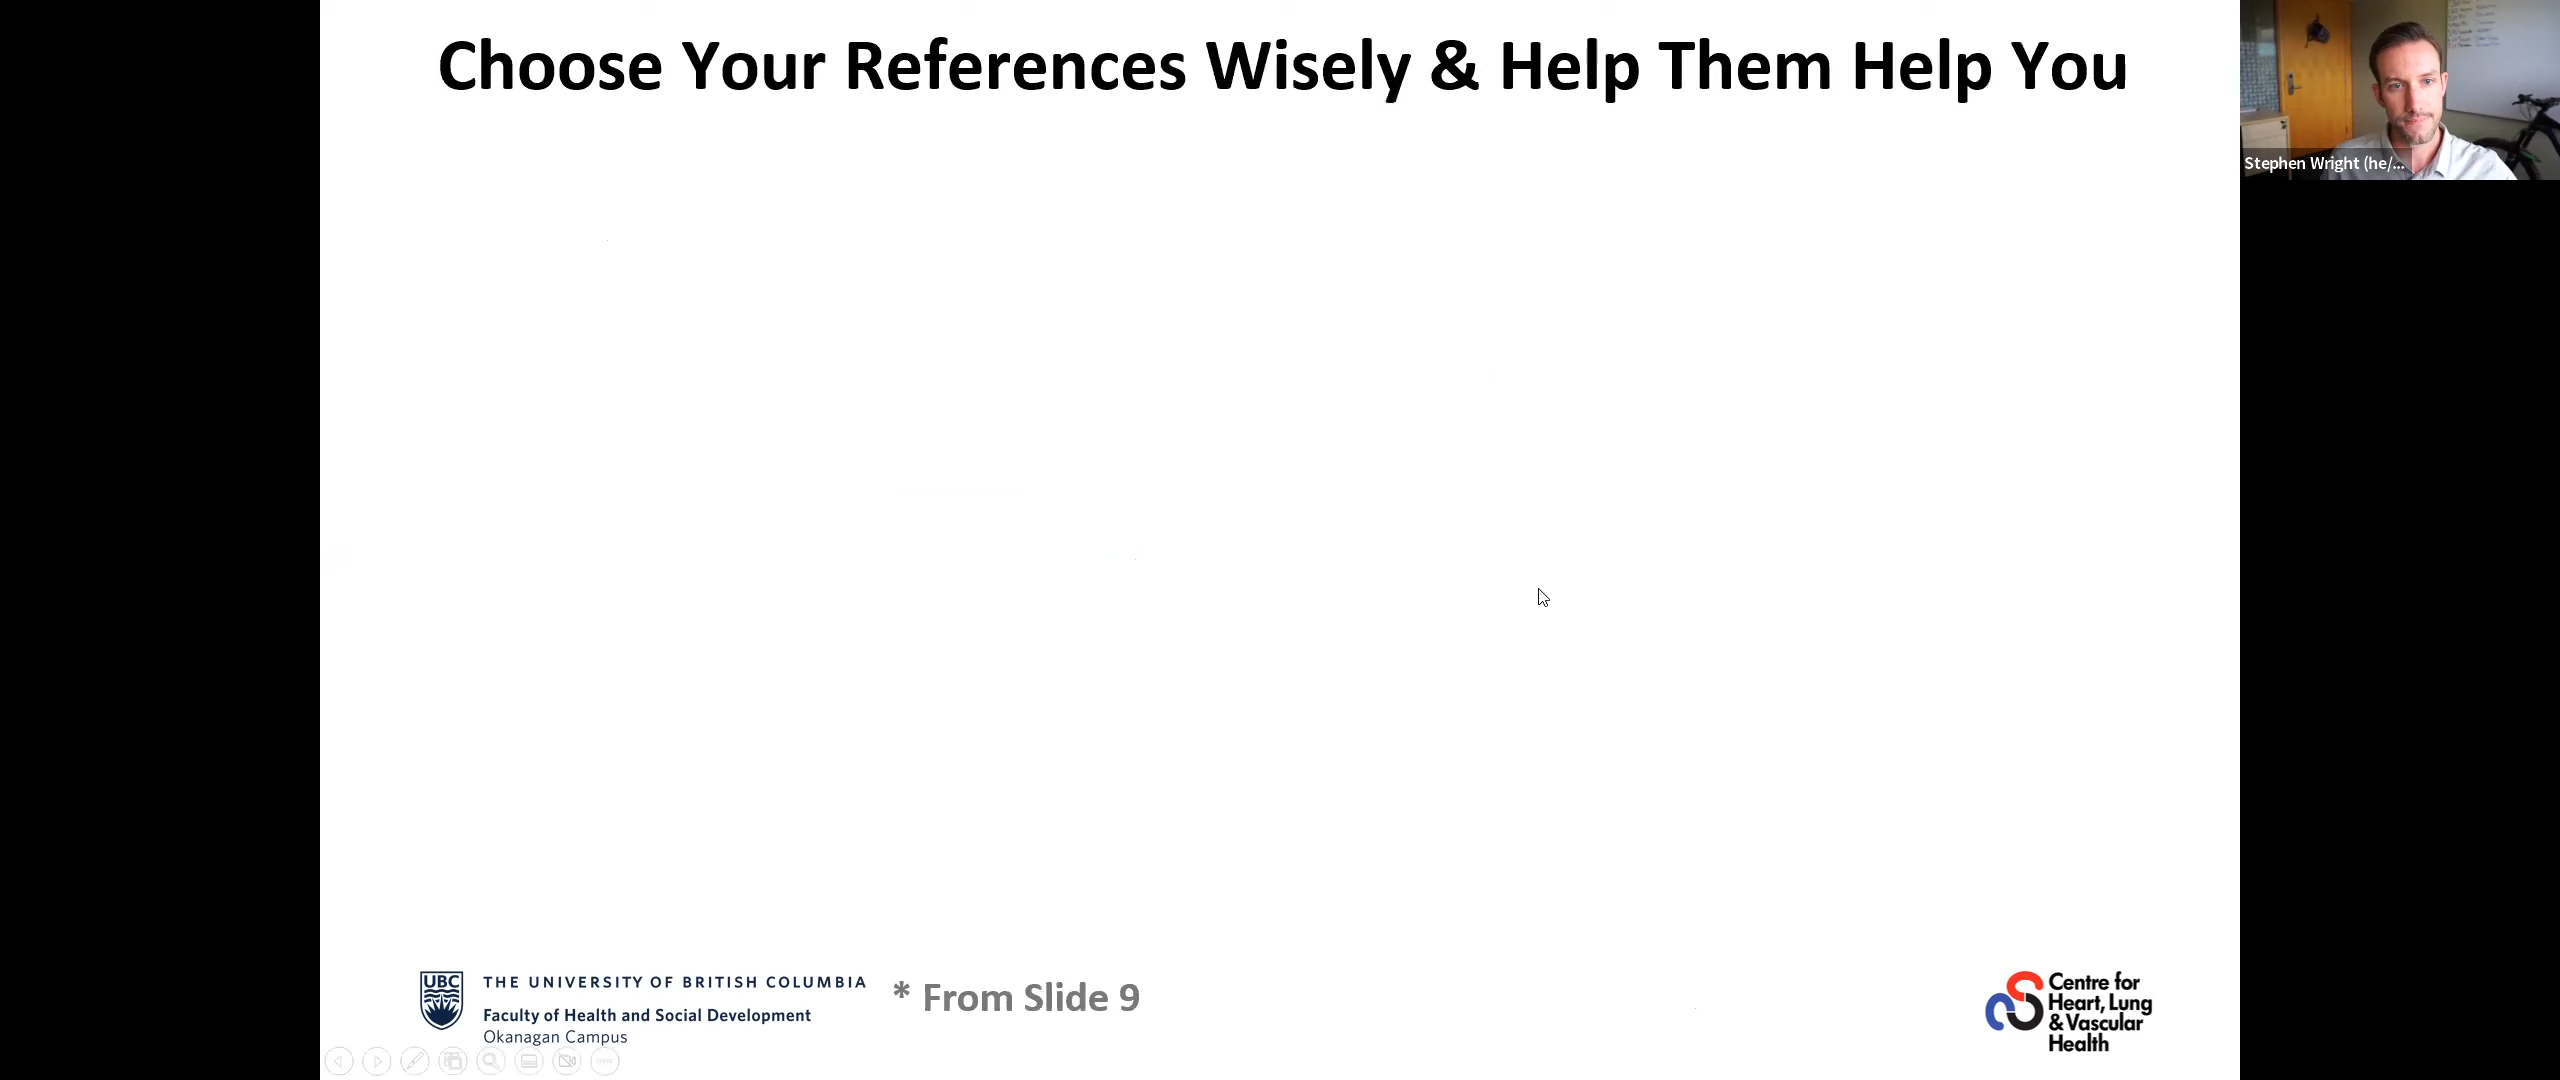 Choose Your References Wisely & Help Them Help You
Stephen Wright (he/...
UBC
THE UNIVERSITY OF BRITISH COLUMBIA
Faculty of Health and Social Development
Okanagan Campus
* From Slide 9
Centre for
Heart, Lung
& Vascular
Health